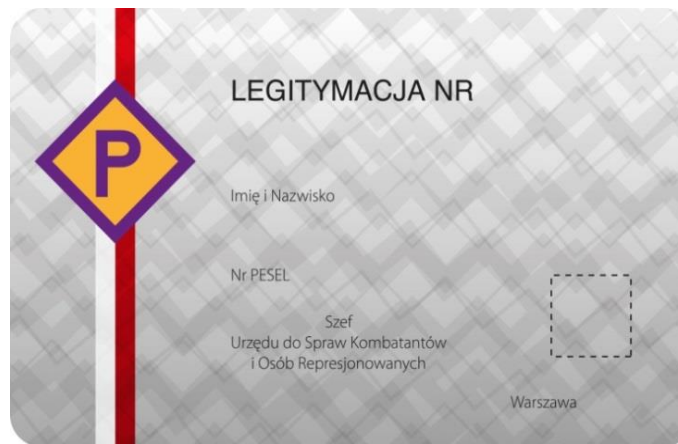 LEGITYMACJA NR
P
Imię i Nazwisko
Nr PESEL
Szef
Urzędu do Spraw Kombatantów
i Osób Represjonowanych
Warszawa